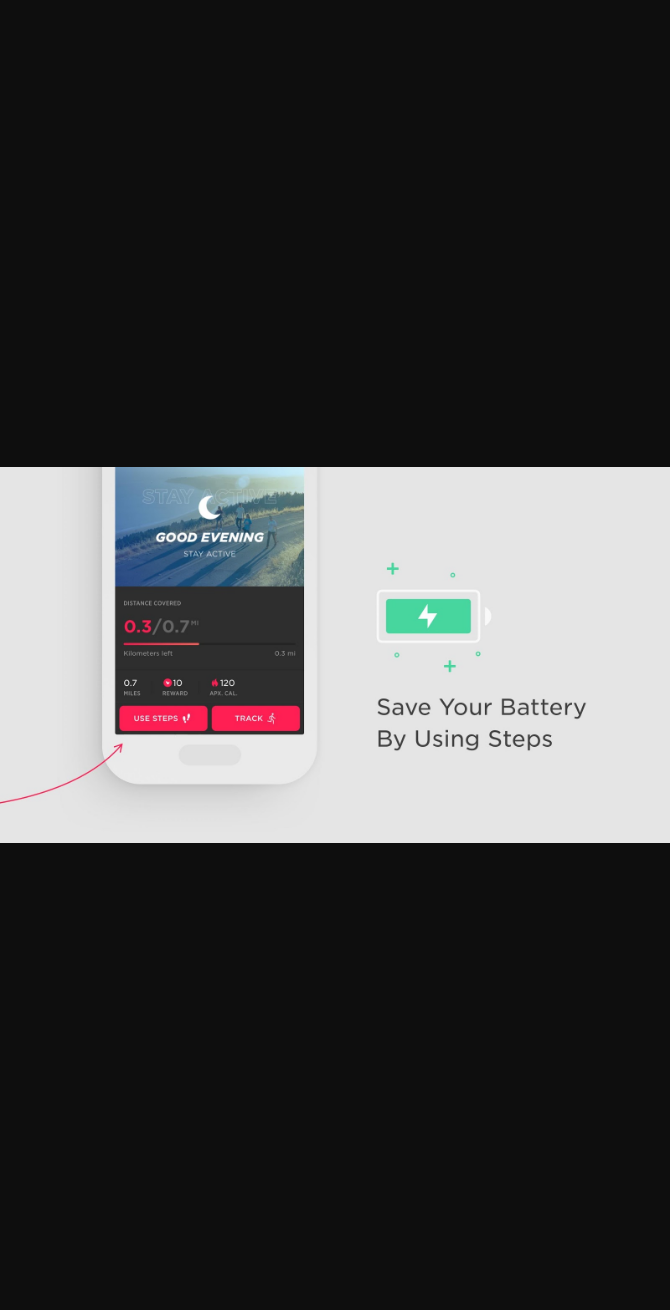 STAY ACTIVE
GOOD EVENING
STAY ACTIVE
DISTANCE COVERED
0.3/0.7 MI
Kilometers left 0.3 mi
0.7 10 120
MILES REWARD APX. CAL.
USE STEPS TRACK
Save Your Battery
By Using Steps